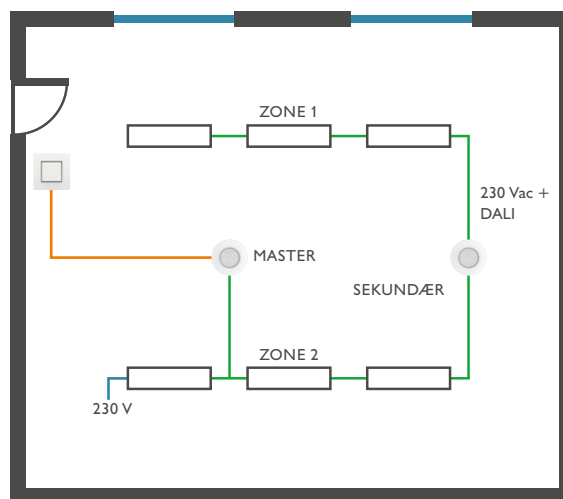 ZONE 1
230 Vac +
DALI
MASTER
SEKUNDÆR
ZONE 2
230 V